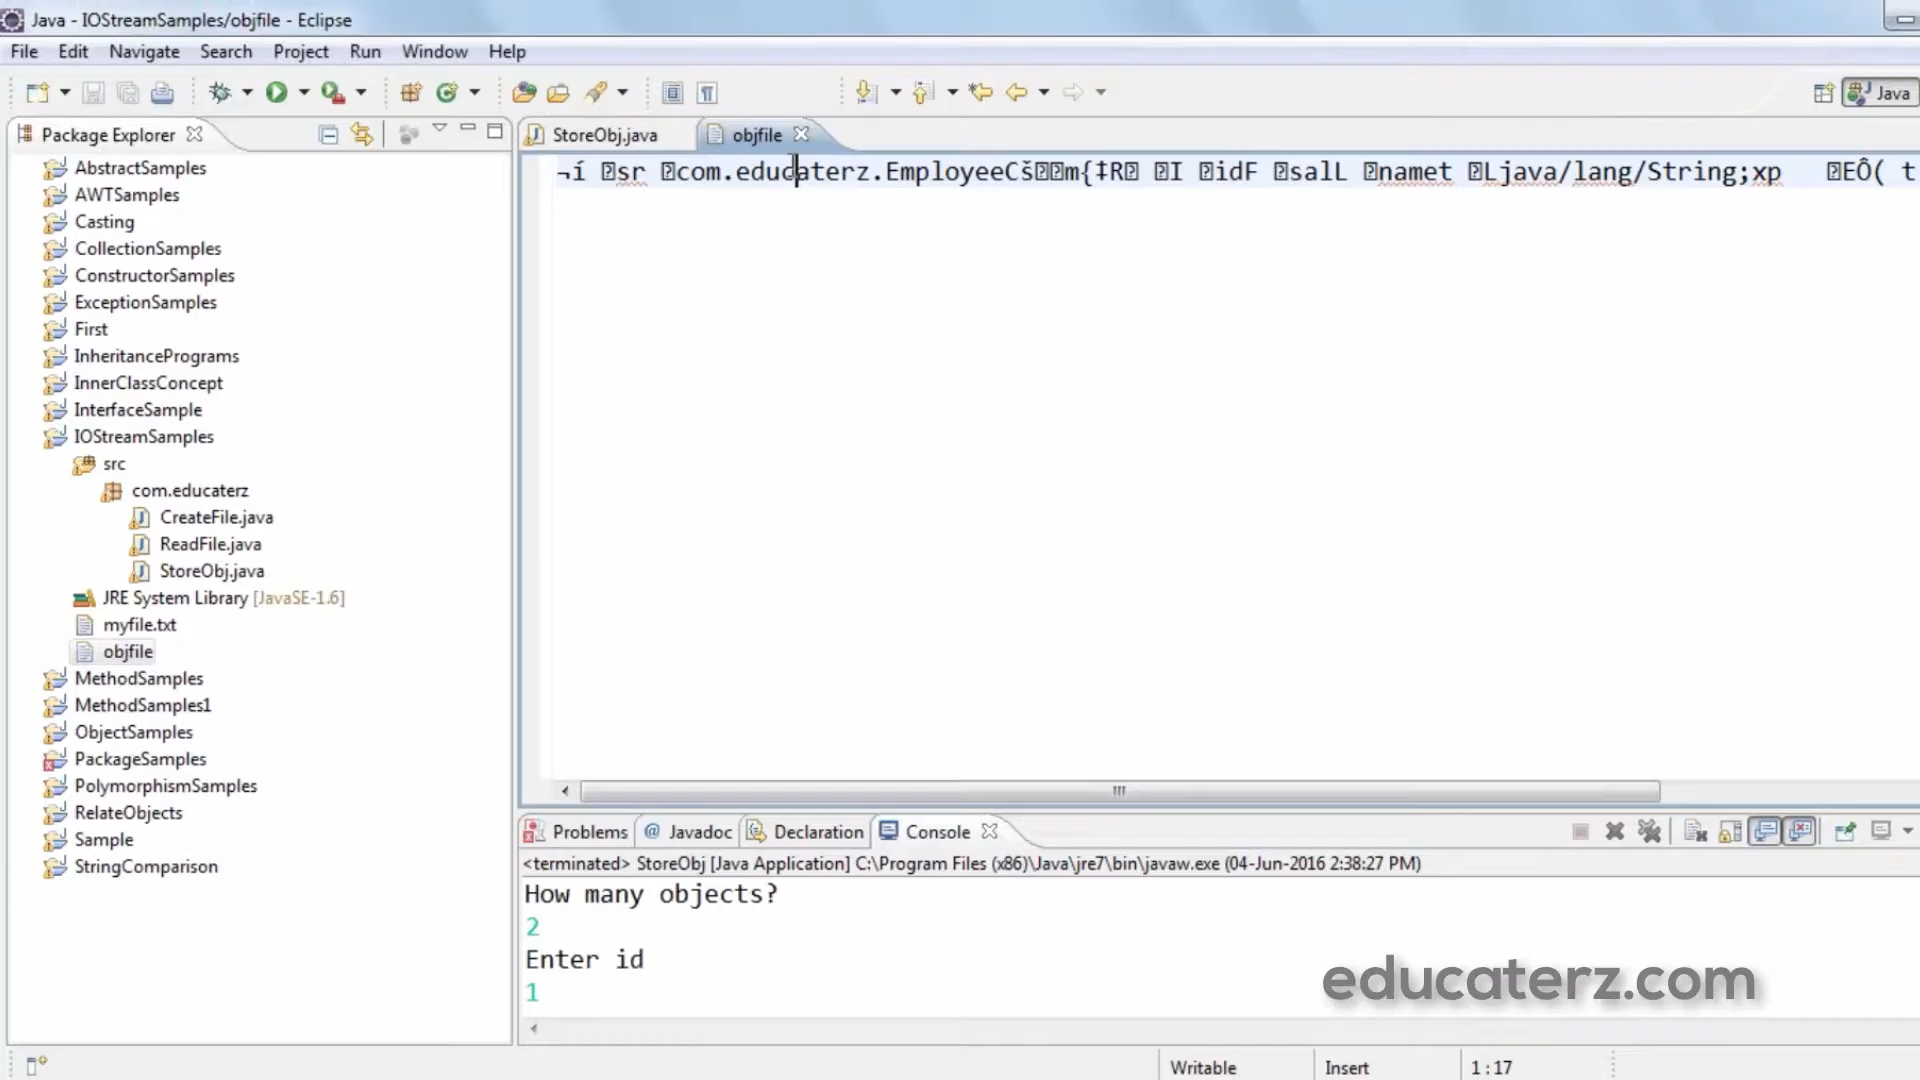 Java - IOStreamSamples/objfile - Eclipse
File Edit Navigate Search Project Run Window Help
Java
Package Explorer
StoreObj.java
objfile
AbstractSamples
AWTSamples
Casting
CollectionSamples
ConstructorSamples
ExceptionSamples
First
InheritancePrograms
InnerClassConcept
InterfaceSample
IOStreamSamples
src
com.educaterz
CreateFile.java
ReadFile.java
StoreObj.java
JRE System Library [JavaSE-1.6]
myfile.txt
objfile
MethodSamples
MethodSamples1
ObjectSamples
PackageSamples
PolymorphismSamples
RelateObjects
Sample
StringComparison
¬í sr com.educaterz.EmployeeCšm{‡R I idF salL namet Ljava/lang/String;xp EÔ( t
Problems @ Javadoc Declaration Console
<terminated> StoreObj [Java Application] C:\Program Files (x86)\Java\jre7\bin\javaw.exe (04-Jun-2016 2:38:27 PM)
How many objects?
2
Enter id
1
educaterz.com
Writable Insert 1:17